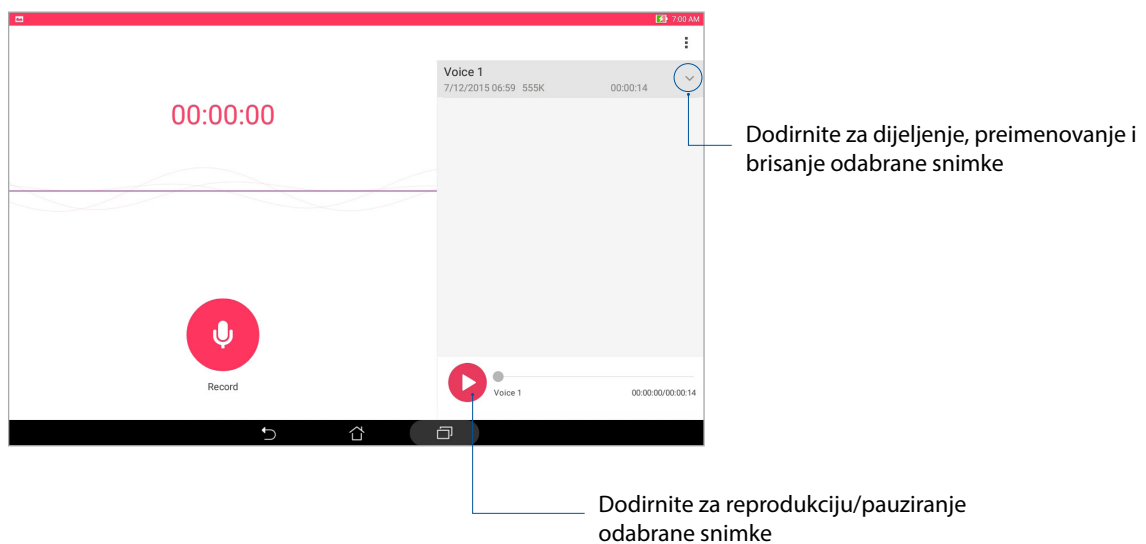 7:00 AM
Voice 1
7/12/2015 06:59 555K 00:00:14
00:00:00
Dodirnite za dijeljenje, preimenovanje i
brisanje odabrane snimke
Record
Voice 1 00:00:00/00:00:14
Dodirnite za reprodukciju/pauziranje
odabrane snimke